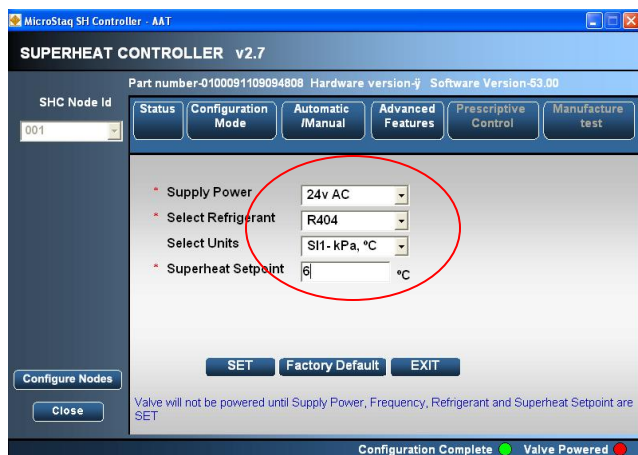 MicroStaq SH Controller - AAT
SUPERHEAT CONTROLLER v2.7
Part number-0100091109094808 Hardware version-ÿ Software Version-53.00
SHC Node Id
001
Status
Configuration
Mode
Automatic
/Manual
Advanced
Features
Prescriptive
Control
Manufacture
test
* Supply Power 24v AC
* Select Refrigerant R404
Select Units SI1- kPa, °C
* Superheat Setpoint 6 °C
SET Factory Default EXIT
Configure Nodes
Close
Valve will not be powered until Supply Power, Frequency, Refrigerant and Superheat Setpoint are
SET
Configuration Complete Valve Powered